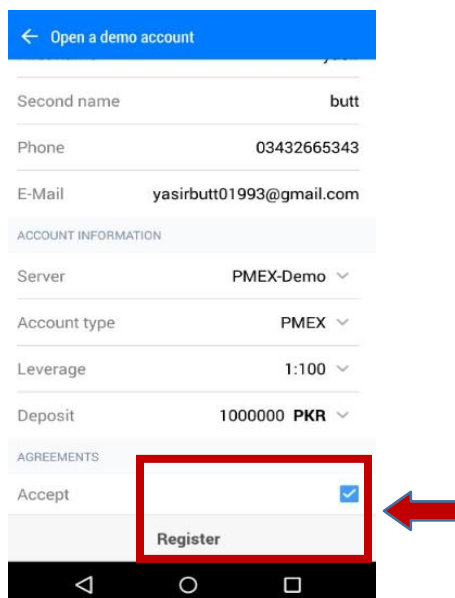 Open a demo account
Second name butt
Phone 03432665343
E-Mail yasirbutt01993@gmail.com
ACCOUNT INFORMATION
Server PMEX-Demo
Account type PMEX
Leverage 1:100
Deposit 1000000 PKR
AGREEMENTS
Accept
Register